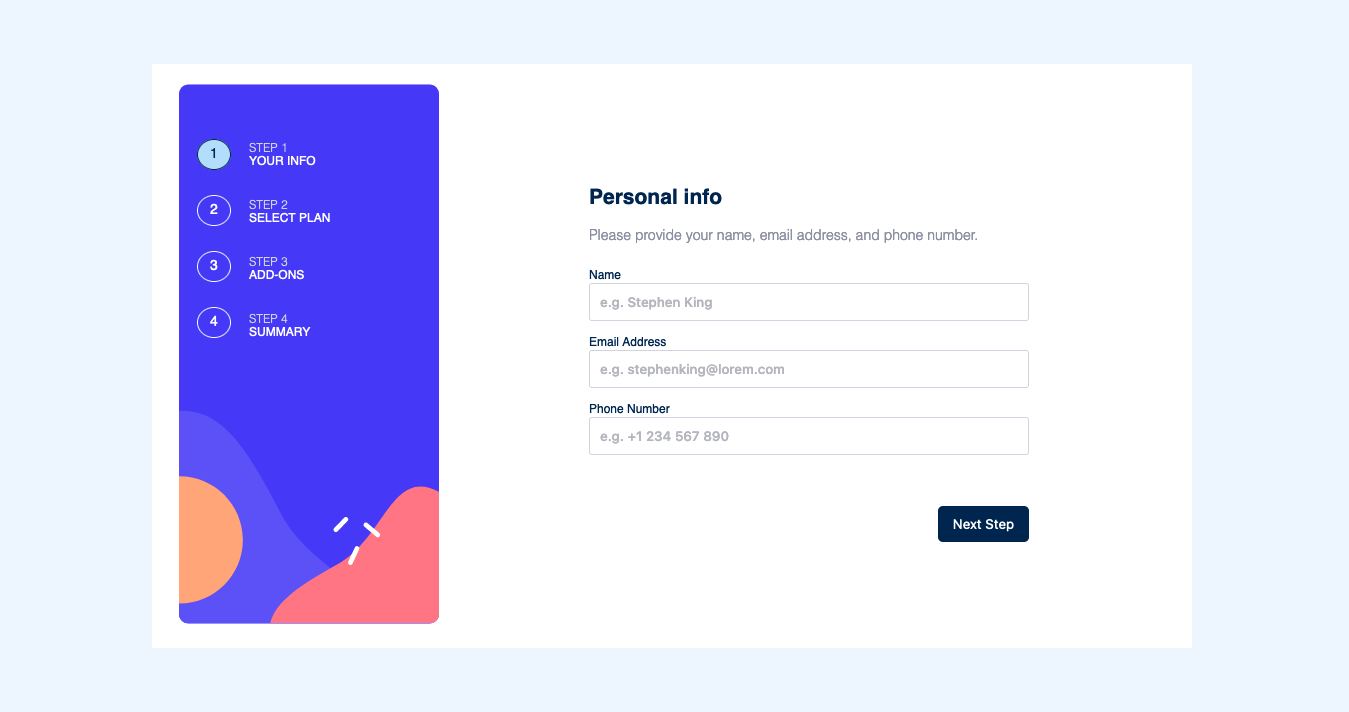 1
STEP 1
YOUR INFO
2
STEP 2
SELECT PLAN
3
STEP 3
ADD-ONS
4
STEP 4
SUMMARY
Personal info
Please provide your name, email address, and phone number.
Name
e.g. Stephen King
Email Address
e.g. stephenking@lorem.com
Phone Number
e.g. +1 234 567 890
Next Step